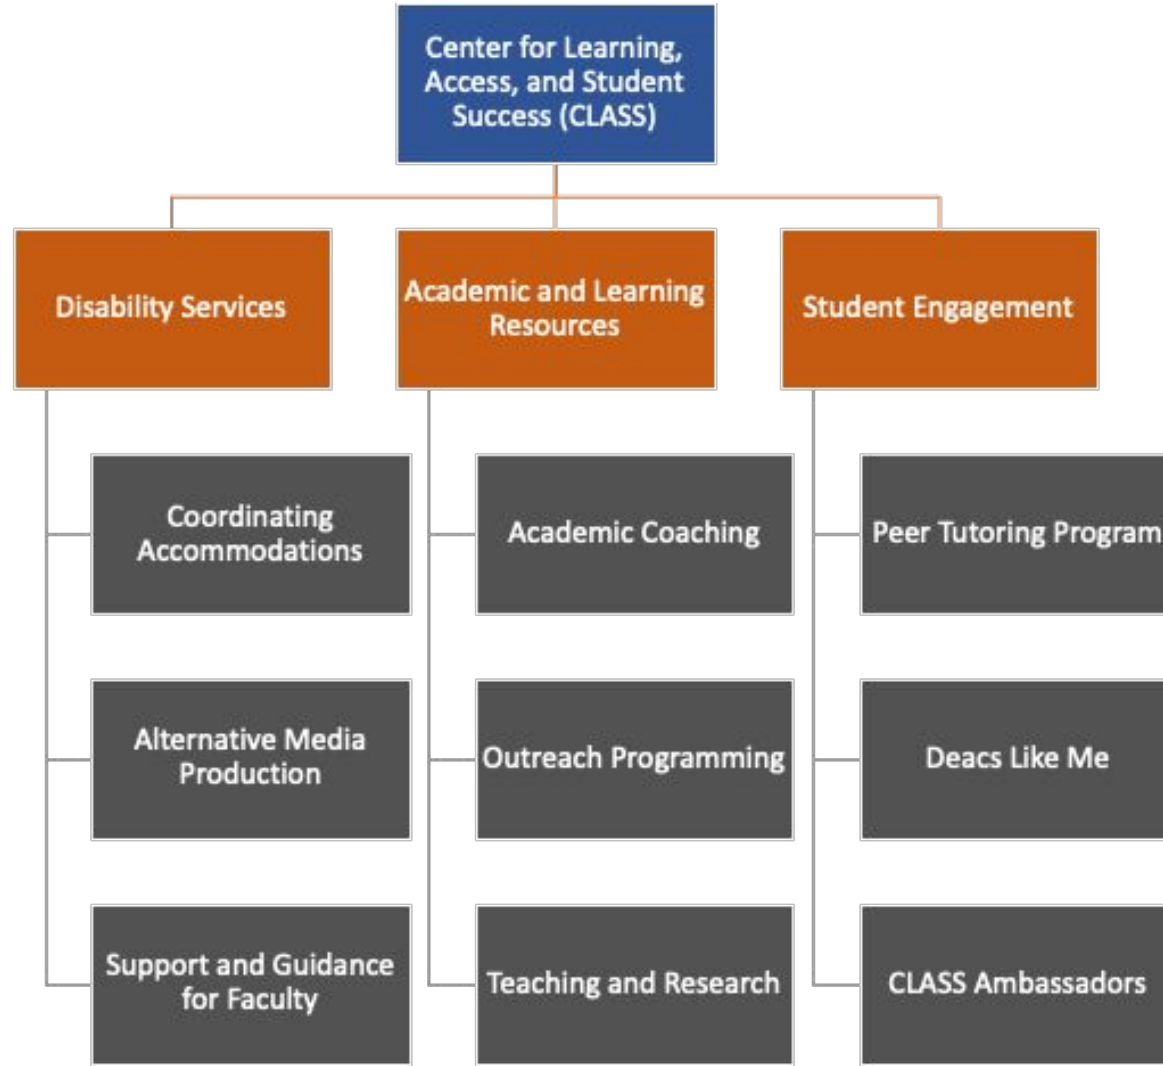 Center for Learning,
Access, and Student
Success (CLASS)
Disability Services
Academic and Learning
Resources
Student Engagement
Coordinating
Accommodations
Academic Coaching
Peer Tutoring Program
Alternative Media
Production
Outreach Programming
Deacs Like Me
Support and Guidance
for Faculty
Teaching and Research
CLASS Ambassadors